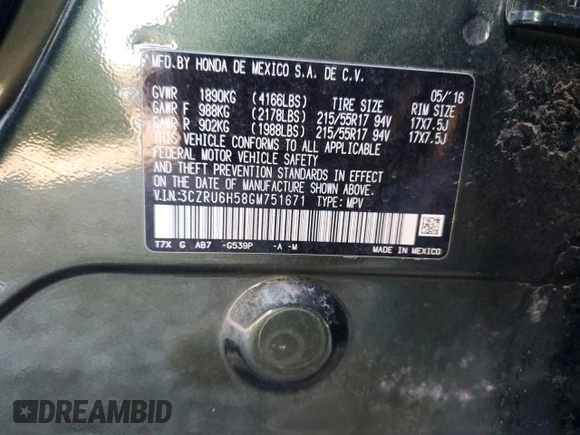 MFD.BY HONDA DE MEXICO S.A. DE C.V.
05/'16
GVWR 1890KG (4166LBS) TIRE SIZE RIM SIZE
GAWR F 988KG (2178LBS) 215/55R17 94V 17X7.5J
GAWR R 902KG (1988LBS) 215/55R17 94V 17X7.5J
THIS VEHICLE CONFORMS TO ALL APPLICABLE
FEDERAL MOTOR VEHICLE SAFETY
AND THEFT PREVENTION STANDARDS IN EFFECT
ON THE DATE OF MANUFACTURE SHOWN ABOVE.
V.I.N.:3CZRU6H58GM751671 TYPE: MPV
T7X G AB7 -G539P -A -M MADE IN MEXICO
DREAMBID